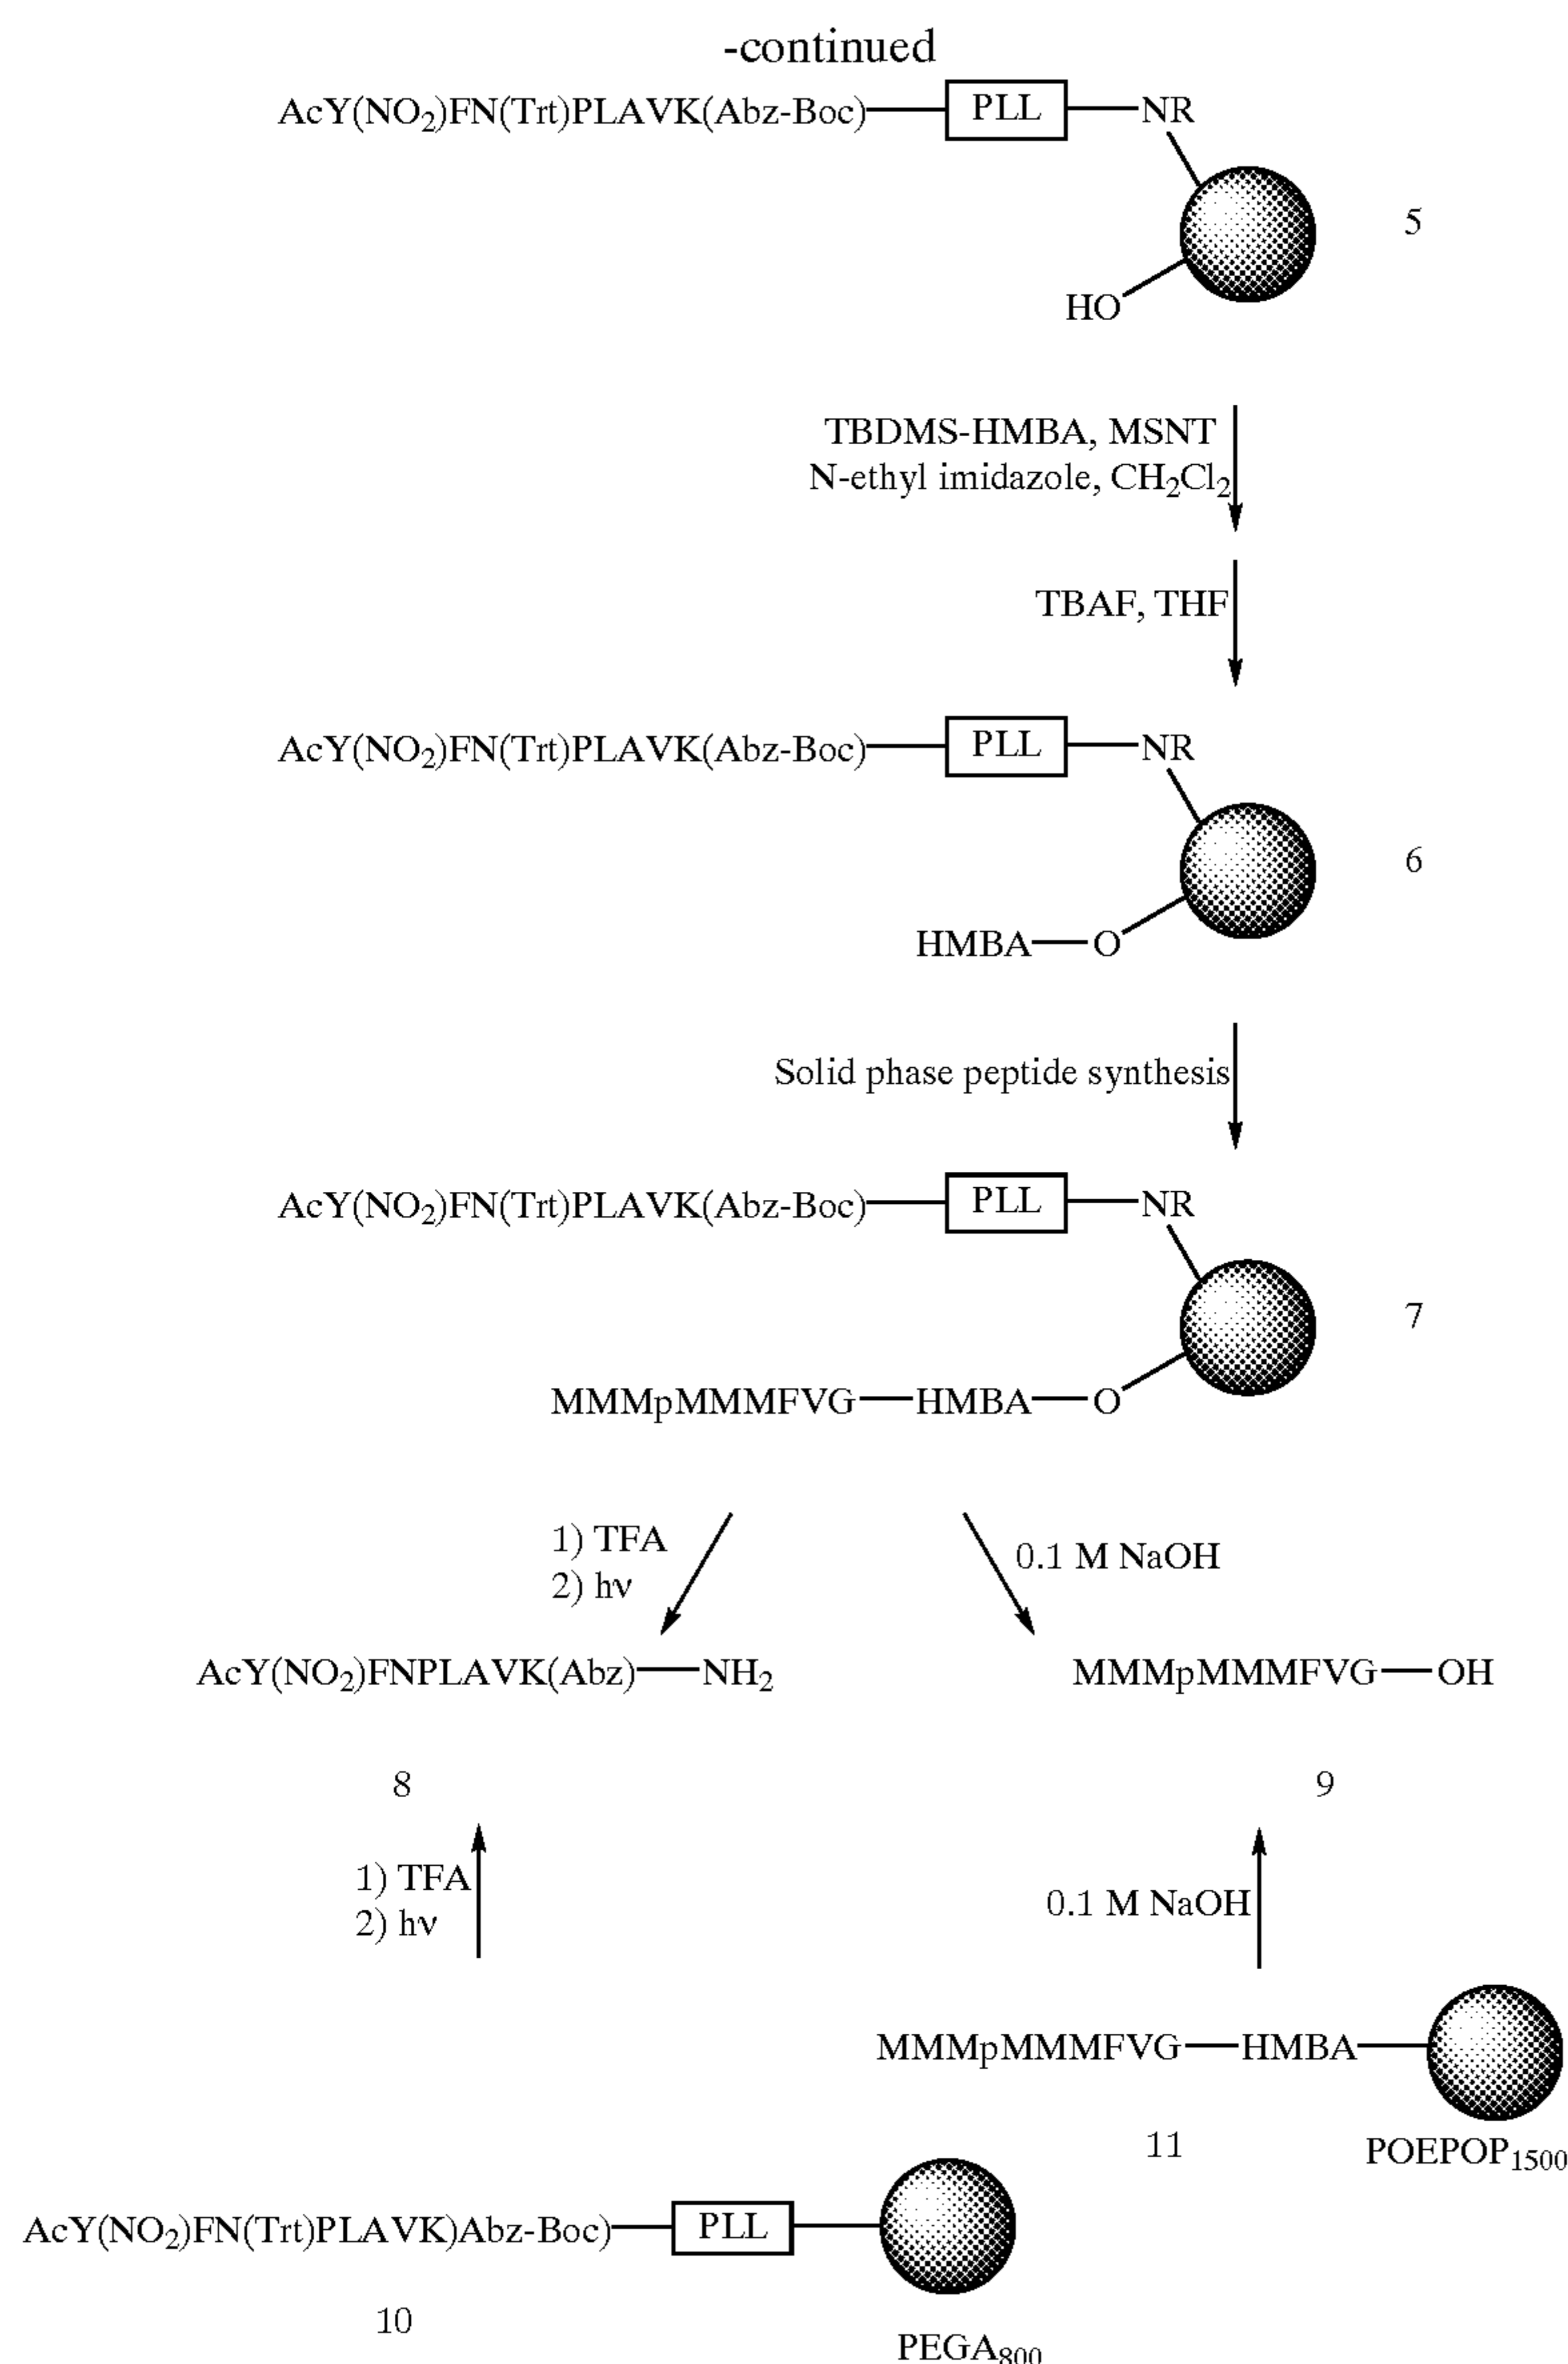 -continued
AcY(NO2)FN(Trt)PLAVK(Abz-Boc) PLL NR
5
HO
TBDMS-HMBA, MSNT
N-ethyl imidazole, CH2Cl2
TBAF, THF
AcY(NO2)FN(Trt)PLAVK(Abz-Boc) PLL NR
6
HMBA—O
Solid phase peptide synthesis
AcY(NO2)FN(Trt)PLAVK(Abz-Boc) PLL NR
7
MMMpMMMFVG—HMBA—O
1) TFA
2) hν
0.1 M NaOH
AcY(NO2)FNPLAVK(Abz)—NH2
MMMpMMMFVG—OH
8
9
1) TFA
2) hν
0.1 M NaOH
MMMpMMMFVG—HMBA
11
POEPOP1500
AcY(NO2)FN(Trt)PLAVK)Abz-Boc) PLL
10
PEGA800